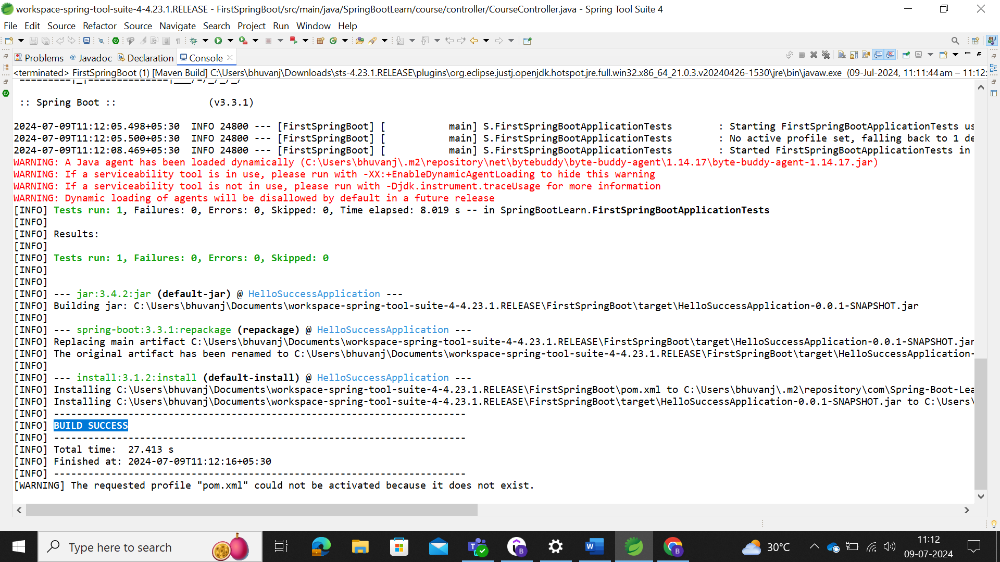 workspace-spring-tool-suite-4-4.23.1.RELEASE - FirstSpringBoot/src/main/java/SpringBootLearn/course/controller/CourseController.java - Spring Tool Suite 4
File Edit Source Refactor Source Navigate Search Project Run Window Help
Problems @ Javadoc Declaration Console
<terminated> FirstSpringBoot (1) [Maven Build] C:\Users\bhuvanj\Downloads\sts-4.23.1.RELEASE\plugins\org.eclipse.justj.openjdk.hotspot.jre.full.win32.x86_64_21.0.3.v20240426-1530\jre\bin\javaw.exe (09-Jul-2024, 11:11:44 am – 11:12:
:: Spring Boot :: (v3.3.1)
2024-07-09T11:12:05.498+05:30 INFO 24800 --- [FirstSpringBoot] [ main] S.FirstSpringBootApplicationTests : Starting FirstSpringBootApplicationTests us
2024-07-09T11:12:05.500+05:30 INFO 24800 --- [FirstSpringBoot] [ main] S.FirstSpringBootApplicationTests : No active profile set, falling back to 1 de
2024-07-09T11:12:08.469+05:30 INFO 24800 --- [FirstSpringBoot] [ main] S.FirstSpringBootApplicationTests : Started FirstSpringBootApplicationTests in
WARNING: A Java agent has been loaded dynamically (C:\Users\bhuvanj\.m2\repository\net\bytebuddy\byte-buddy-agent\1.14.17\byte-buddy-agent-1.14.17.jar)
WARNING: If a serviceability tool is in use, please run with -XX:+EnableDynamicAgentLoading to hide this warning
WARNING: If a serviceability tool is not in use, please run with -Djdk.instrument.traceUsage for more information
WARNING: Dynamic loading of agents will be disallowed by default in a future release
[INFO] Tests run: 1, Failures: 0, Errors: 0, Skipped: 0, Time elapsed: 8.019 s -- in SpringBootLearn.FirstSpringBootApplicationTests
[INFO]
[INFO] Results:
[INFO]
[INFO] Tests run: 1, Failures: 0, Errors: 0, Skipped: 0
[INFO]
[INFO]
[INFO] --- jar:3.4.2:jar (default-jar) @ HelloSuccessApplication ---
[INFO] Building jar: C:\Users\bhuvanj\Documents\workspace-spring-tool-suite-4-4.23.1.RELEASE\FirstSpringBoot\target\HelloSuccessApplication-0.0.1-SNAPSHOT.jar
[INFO]
[INFO] --- spring-boot:3.3.1:repackage (repackage) @ HelloSuccessApplication ---
[INFO] Replacing main artifact C:\Users\bhuvanj\Documents\workspace-spring-tool-suite-4-4.23.1.RELEASE\FirstSpringBoot\target\HelloSuccessApplication-0.0.1-SNAPSHOT.jar
[INFO] The original artifact has been renamed to C:\Users\bhuvanj\Documents\workspace-spring-tool-suite-4-4.23.1.RELEASE\FirstSpringBoot\target\HelloSuccessApplication-
[INFO]
[INFO] --- install:3.1.2:install (default-install) @ HelloSuccessApplication ---
[INFO] Installing C:\Users\bhuvanj\Documents\workspace-spring-tool-suite-4-4.23.1.RELEASE\FirstSpringBoot\pom.xml to C:\Users\bhuvanj\.m2\repository\com\Spring-Boot-Lea
[INFO] Installing C:\Users\bhuvanj\Documents\workspace-spring-tool-suite-4-4.23.1.RELEASE\FirstSpringBoot\target\HelloSuccessApplication-0.0.1-SNAPSHOT.jar to C:\Users\
[INFO] ------------------------------------------------------------------------
[INFO] BUILD SUCCESS
[INFO] ------------------------------------------------------------------------
[INFO] Total time: 27.413 s
[INFO] Finished at: 2024-07-09T11:12:16+05:30
[INFO] ------------------------------------------------------------------------
[WARNING] The requested profile "pom.xml" could not be activated because it does not exist.
Type here to search
30°C
11:12
09-07-2024